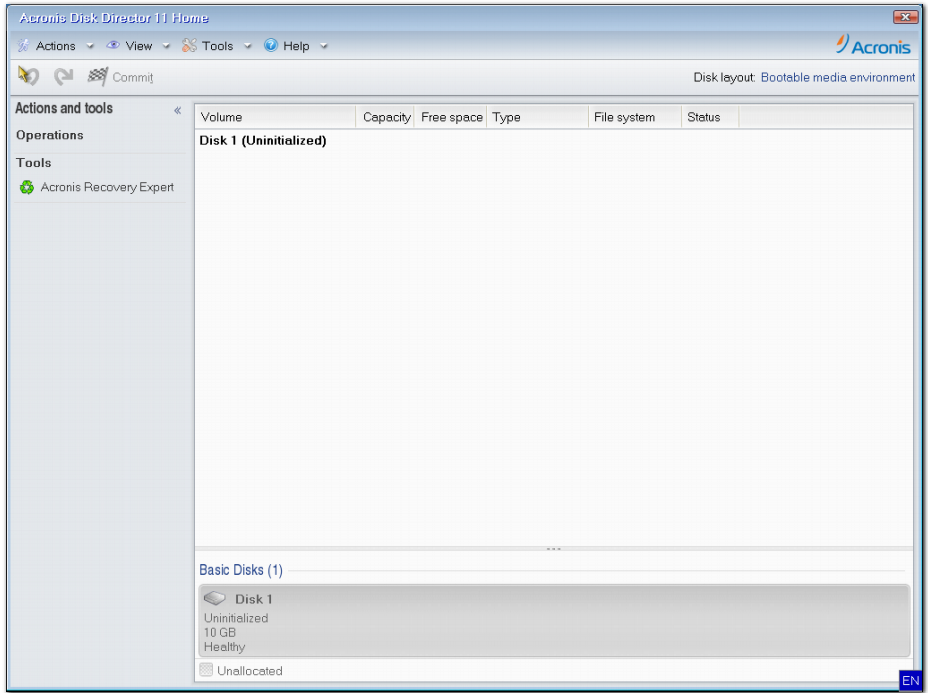 Acronis Disk Director 11 Home
Actions View Tools Help
Acronis
Commit
Disk layout: Bootable media environment
Actions and tools «
Operations
Tools
Acronis Recovery Expert
Volume Capacity Free space Type File system Status
Disk 1 (Uninitialized)
Basic Disks (1)
Disk 1
Uninitialized
10 GB
Healthy
Unallocated
EN